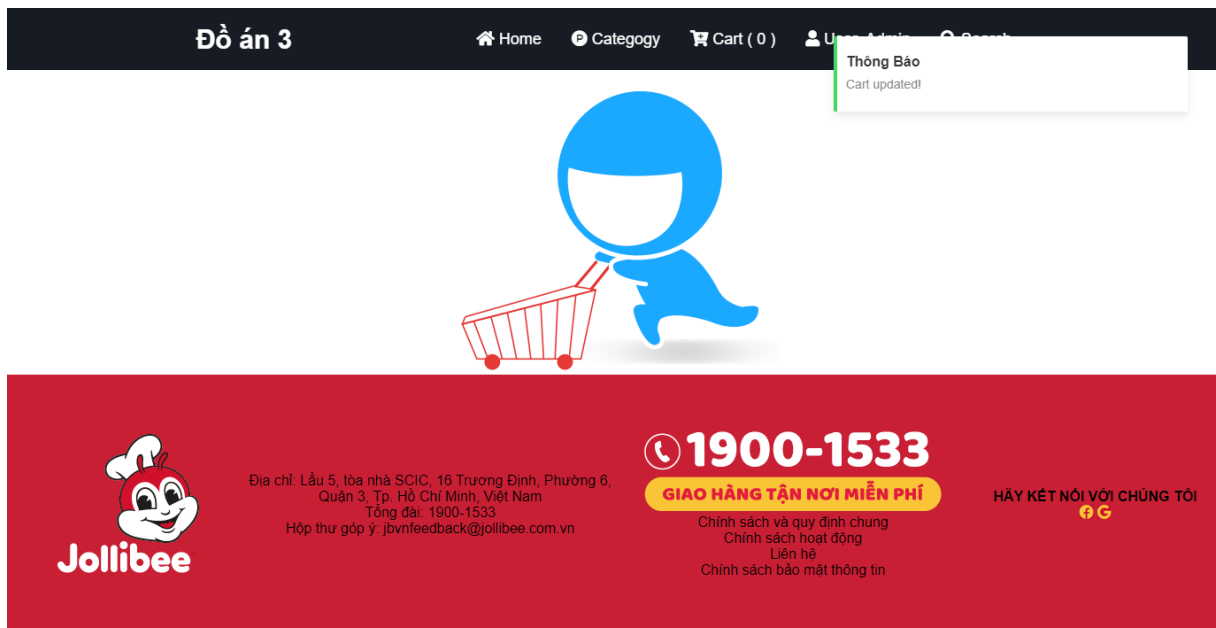 Đồ án 3
Home
Categogy
Cart ( 0 )
Thông Báo
Cart updated!
Jollibee
Địa chỉ: Lầu 5, tòa nhà SCIC, 16 Trương Định, Phường 6,
Quận 3, Tp. Hồ Chí Minh, Việt Nam
Tổng đài: 1900-1533
Hộp thư góp ý: jbvnfeedback@jollibee.com.vn
1900-1533
GIAO HÀNG TẬN NƠI MIỄN PHÍ
Chính sách và quy định chung
Chính sách hoạt động
Liên hệ
Chính sách bảo mật thông tin
HÃY KẾT NỐI VỚI CHÚNG TÔI